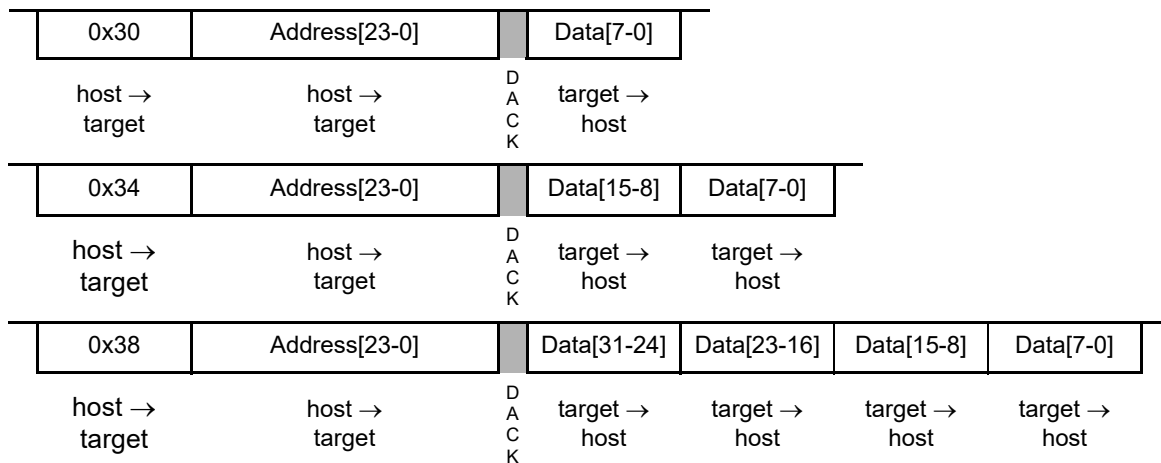 0x30 Address[23-0] Data[7-0]
host → host → D A C K target →
target target host
0x34 Address[23-0] Data[15-8] Data[7-0]
host → host → D A C K target → target →
target target host host
0x38 Address[23-0] Data[31-24] Data[23-16] Data[15-8] Data[7-0]
host → host → D A C K target → target → target → target →
target target host host host host